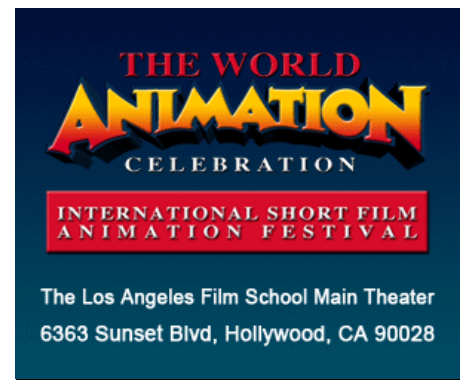 THE WORLD
ANIMATION
CELEBRATION
INTERNATIONAL SHORT FILM
ANIMATION FESTIVAL
The Los Angeles Film School Main Theater
6363 Sunset Blvd, Hollywood, CA 90028